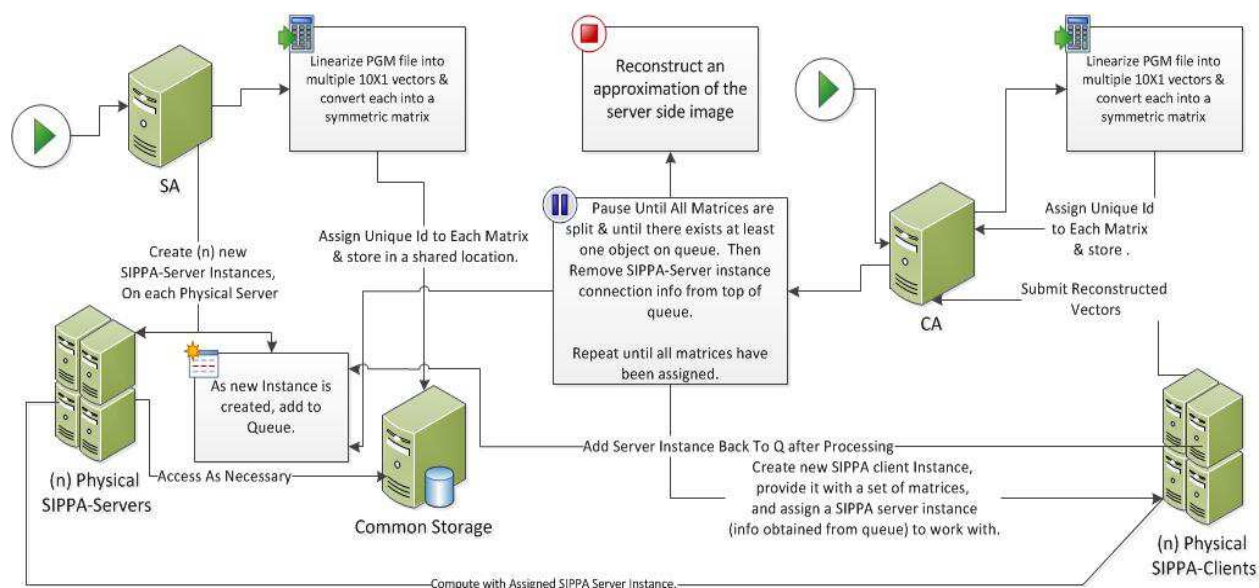 Linearize PGM file into
multiple 10X1 vectors &
convert each into a
symmetric matrix
SA
Reconstruct an
approximation of the
server side image
Linearize PGM file into
multiple 10X1 vectors &
convert each into a
symmetric matrix
Create (n) new
SIPPA-Server Instances,
On each Physical Server
Assign Unique Id to Each Matrix
& store in a shared location.
Pause Until All Matrices are
split & until there exists at least
one object on queue. Then
Remove SIPPA-Server instance
connection info from top of
queue.
Repeat until all matrices have
been assigned.
Assign Unique Id
to Each Matrix
& store .
CA
Submit Reconstructed
Vectors
As new Instance is
created, add to
Queue.
(n) Physical
SIPPA-Servers
Access As Necessary
Common Storage
Add Server Instance Back To Q after Processing
Create new SIPPA client Instance,
provide it with a set of matrices,
and assign a SIPPA server instance
(info obtained from queue) to work with.
(n) Physical
SIPPA-Clients
Compute with Assigned SIPPA Server Instance.